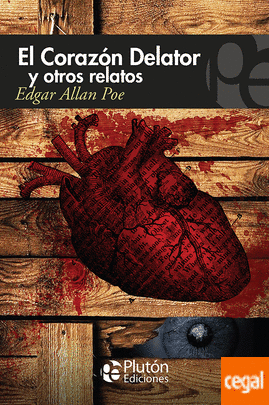 El Corazón Delator
y otros relatos
Edgar Allan Poe
Plutón
Ediciones
cegal